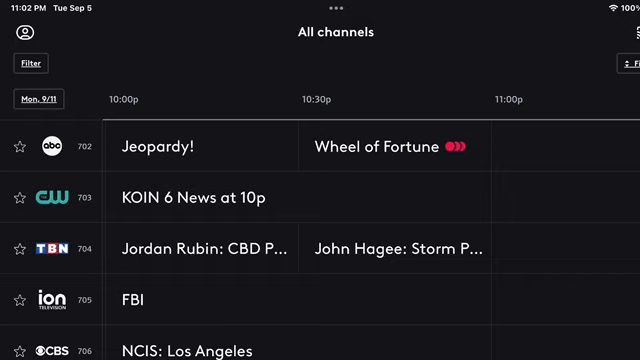 11:02 PM Tue Sep 5
100%
All channels
Filter
Mon, 9/11
10:00p 10:30p 11:00p
abc 702 Jeopardy! Wheel of Fortune
CW 703 KOIN 6 News at 10p
TBN 704 Jordan Rubin: CBD P... John Hagee: Storm P...
ion TELEVISION 705 FBI
CBS 706 NCIS: Los Angeles